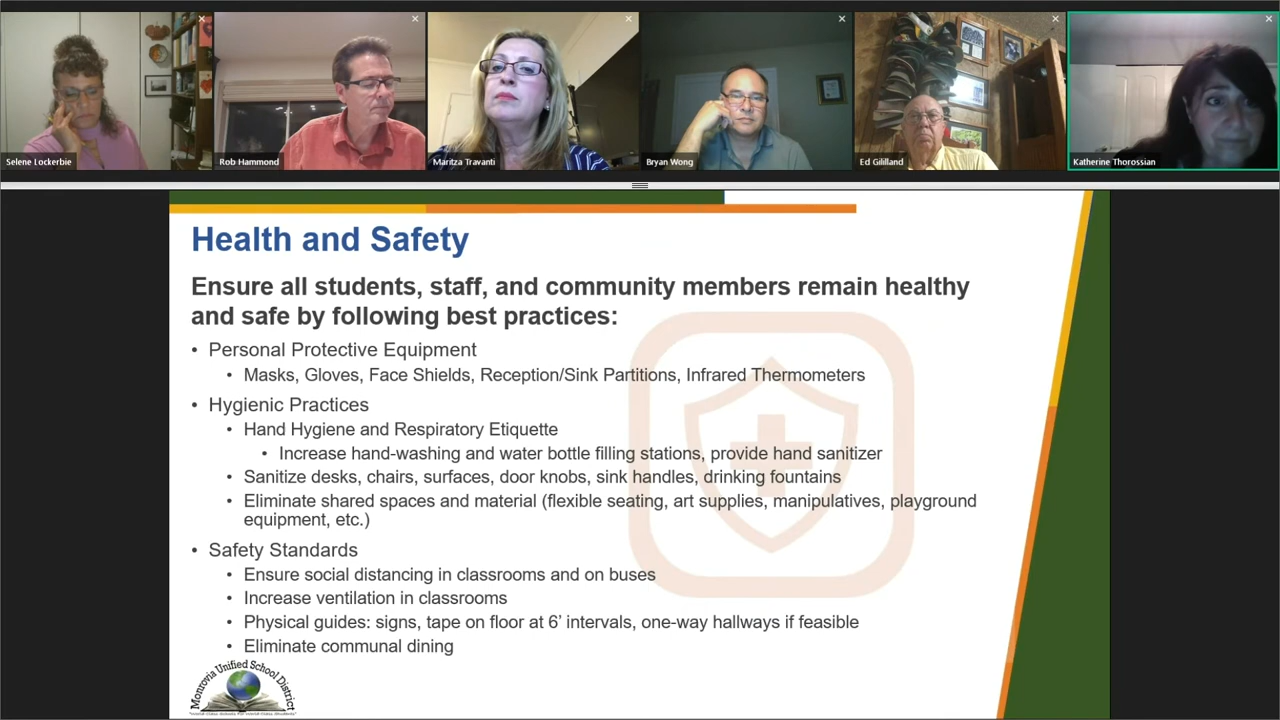 Selene Lockerbie
Rob Hammond
Maritza Travanti
Bryan Wong
Ed Gililland
Katherine Thorossian
Health and Safety
Ensure all students, staff, and community members remain healthy
and safe by following best practices:
• Personal Protective Equipment
• Masks, Gloves, Face Shields, Reception/Sink Partitions, Infrared Thermometers
• Hygienic Practices
• Hand Hygiene and Respiratory Etiquette
• Increase hand-washing and water bottle filling stations, provide hand sanitizer
• Sanitize desks, chairs, surfaces, door knobs, sink handles, drinking fountains
• Eliminate shared spaces and material (flexible seating, art supplies, manipulatives, playground
equipment, etc.)
• Safety Standards
• Ensure social distancing in classrooms and on buses
• Increase ventilation in classrooms
• Physical guides: signs, tape on floor at 6’ intervals, one-way hallways if feasible
• Eliminate communal dining
Monrovia Unified School District